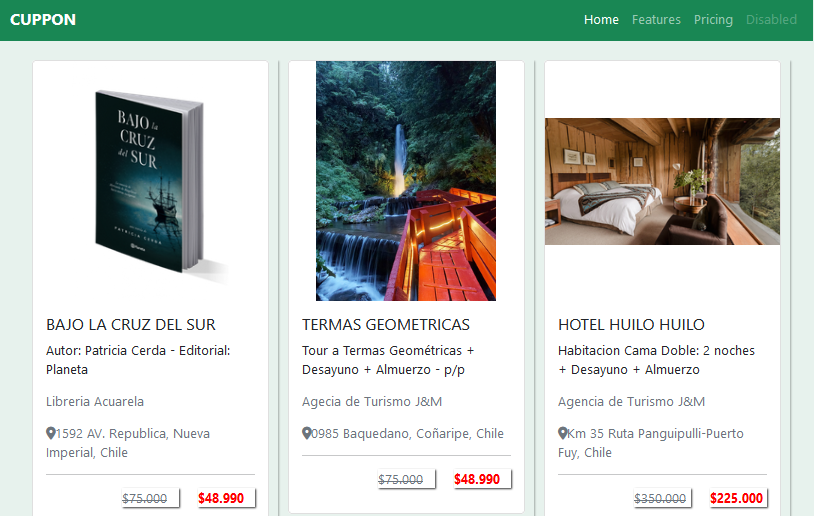 CUPPON
Home Features Pricing Disabled
BAJO la
CRUZ
del SUR
PATRICIA CERDA
Planeta
BAJO LA CRUZ DEL SUR
Autor: Patricia Cerda - Editorial:
Planeta
Libreria Acuarela
1592 AV. Republica, Nueva
Imperial, Chile
$75.000 $48.990
TERMAS GEOMETRICAS
Tour a Termas Geométricas +
Desayuno + Almuerzo - p/p
Agecia de Turismo J&M
0985 Baquedano, Coñaripe, Chile
$75.000 $48.990
HOTEL HUILO HUILO
Habitacion Cama Doble: 2 noches
+ Desayuno + Almuerzo
Agencia de Turismo J&M
Km 35 Ruta Panguipulli-Puerto
Fuy, Chile
$350.000 $225.000